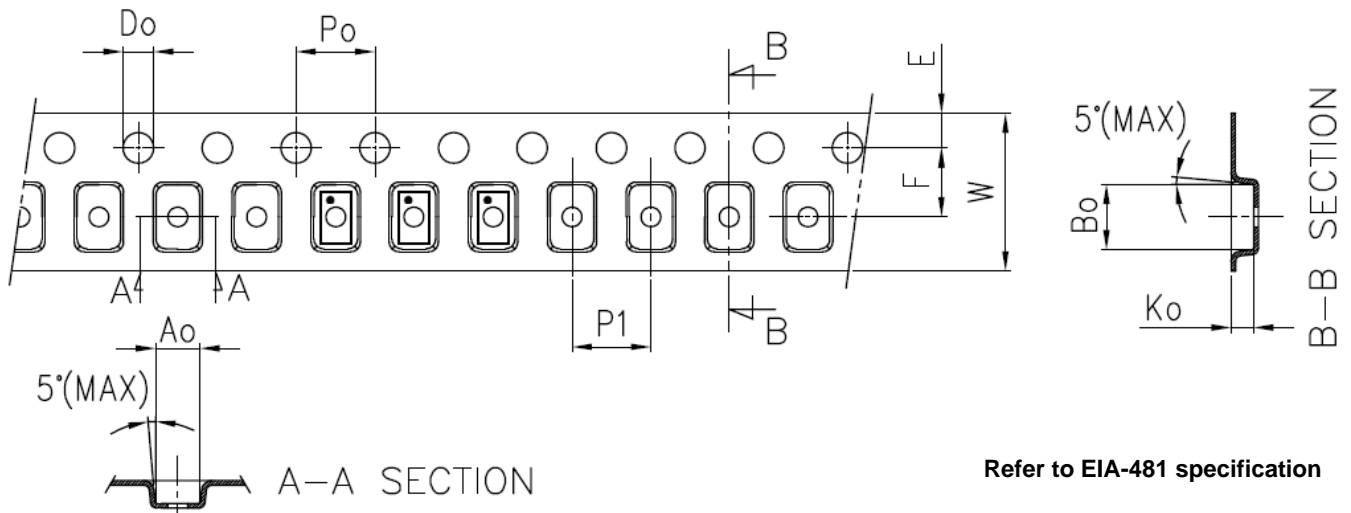 Do
Po
B
E
F
W
A
A
P1
B
Ao
5°(MAX)
A-A SECTION
5°(MAX)
Bo
Ko
B-B SECTION
Refer to EIA-481 specification